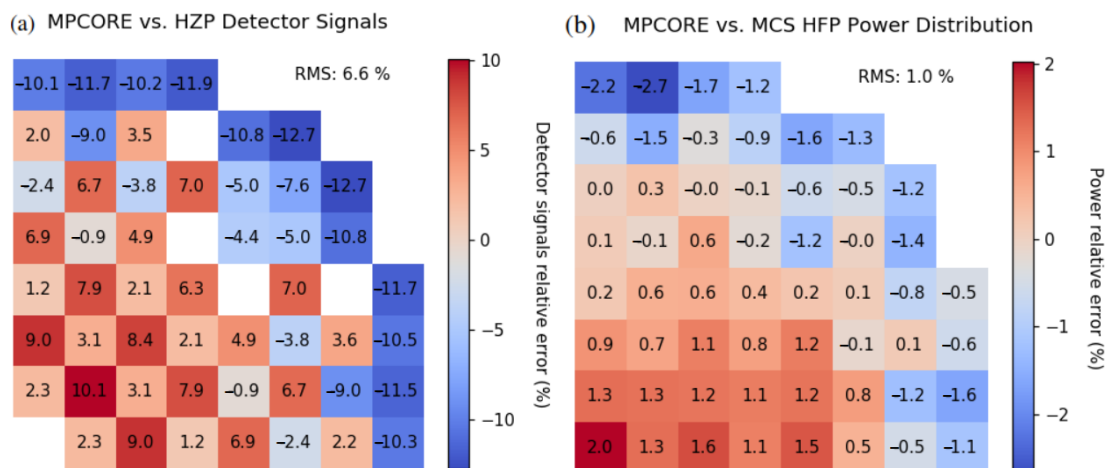 (a) MPCORE vs. HZP Detector Signals
RMS: 6.6 %
−10.1 −11.7 −10.2 −11.9
2.0 −9.0 3.5 −10.8 −12.7
−2.4 6.7 −3.8 7.0 −5.0 −7.6 −12.7
6.9 −0.9 4.9 −4.4 −5.0 −10.8
1.2 7.9 2.1 6.3 7.0 −11.7
9.0 3.1 8.4 2.1 4.9 −3.8 3.6 −10.5
2.3 10.1 3.1 7.9 −0.9 6.7 −9.0 −11.5
2.3 9.0 1.2 6.9 −2.4 2.2 −10.3
10
5
0
−5
−10
Detector signals relative error (%)
(b) MPCORE vs. MCS HFP Power Distribution
RMS: 1.0 %
−2.2 −2.7 −1.7 −1.2
−0.6 −1.5 −0.3 −0.9 −1.6 −1.3
0.0 0.3 −0.0 −0.1 −0.6 −0.5 −1.2
0.1 −0.1 0.6 −0.2 −1.2 −0.0 −1.4
0.2 0.6 0.6 0.4 0.2 0.1 −0.8 −0.5
0.9 0.7 1.1 0.8 1.2 −0.1 0.1 −0.6
1.3 1.3 1.2 1.1 1.2 0.8 −1.2 −1.6
2.0 1.3 1.6 1.1 1.5 0.5 −0.5 −1.1
2
1
0
−1
−2
Power relative error (%)